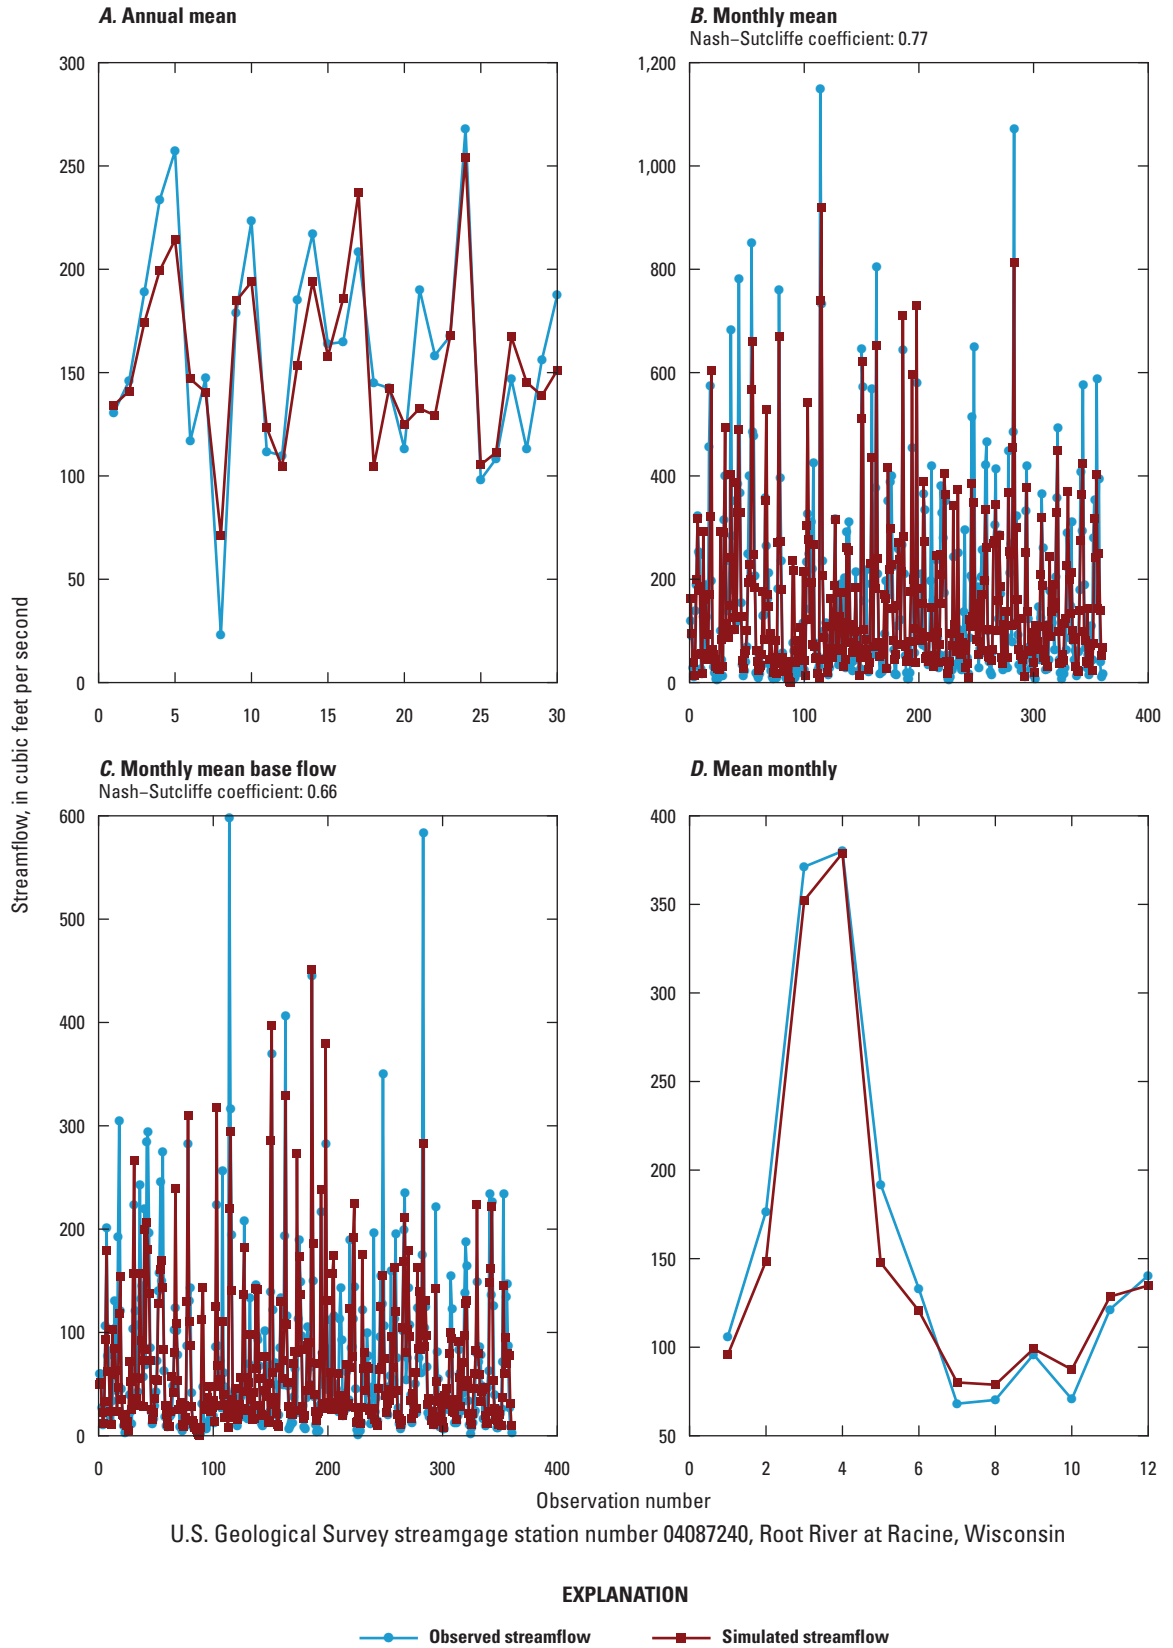 A. Annual mean
300
250
200
150
100
50
0
0 5 10 15 20 25 30
B. Monthly mean
Nash–Sutcliffe coefficient: 0.77
1,200
1,000
800
600
400
200
0
0 100 200 300 400
Streamflow, in cubic feet per second
C. Monthly mean base flow
Nash–Sutcliffe coefficient: 0.66
600
500
400
300
200
100
0
0 100 200 300 400
D. Mean monthly
400
350
300
250
200
150
100
50
0 2 4 6 8 10 12
Observation number
U.S. Geological Survey streamgage station number 04087240, Root River at Racine, Wisconsin
EXPLANATION
Observed streamflow
Simulated streamflow